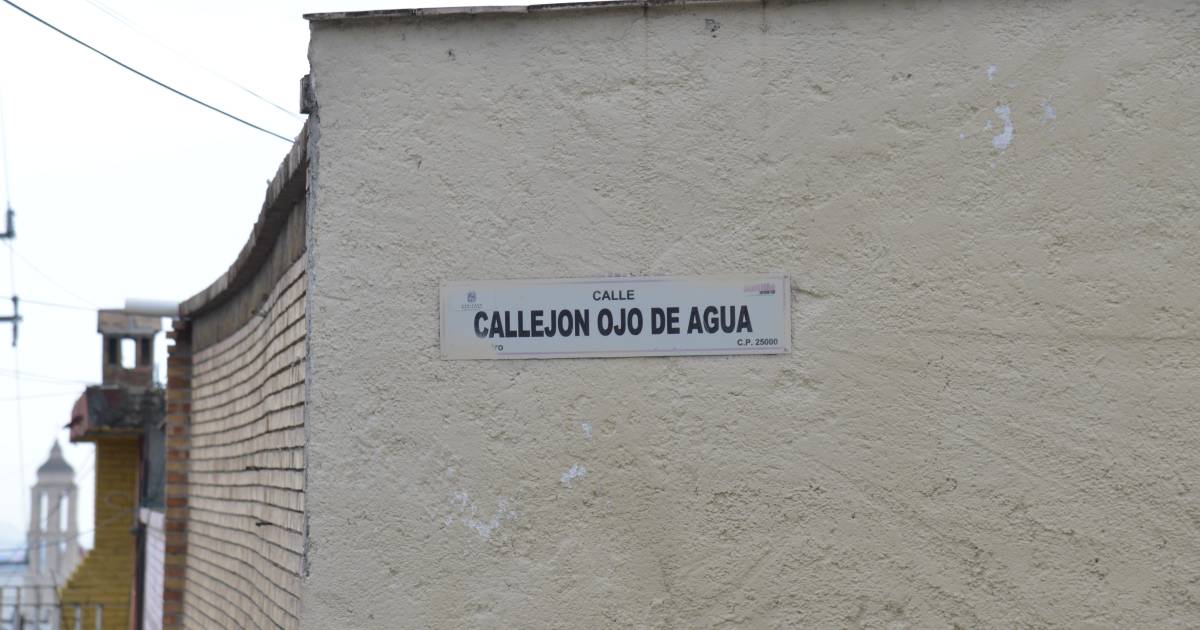 CALLE
CALLEJON OJO DE AGUA
C.P. 25000